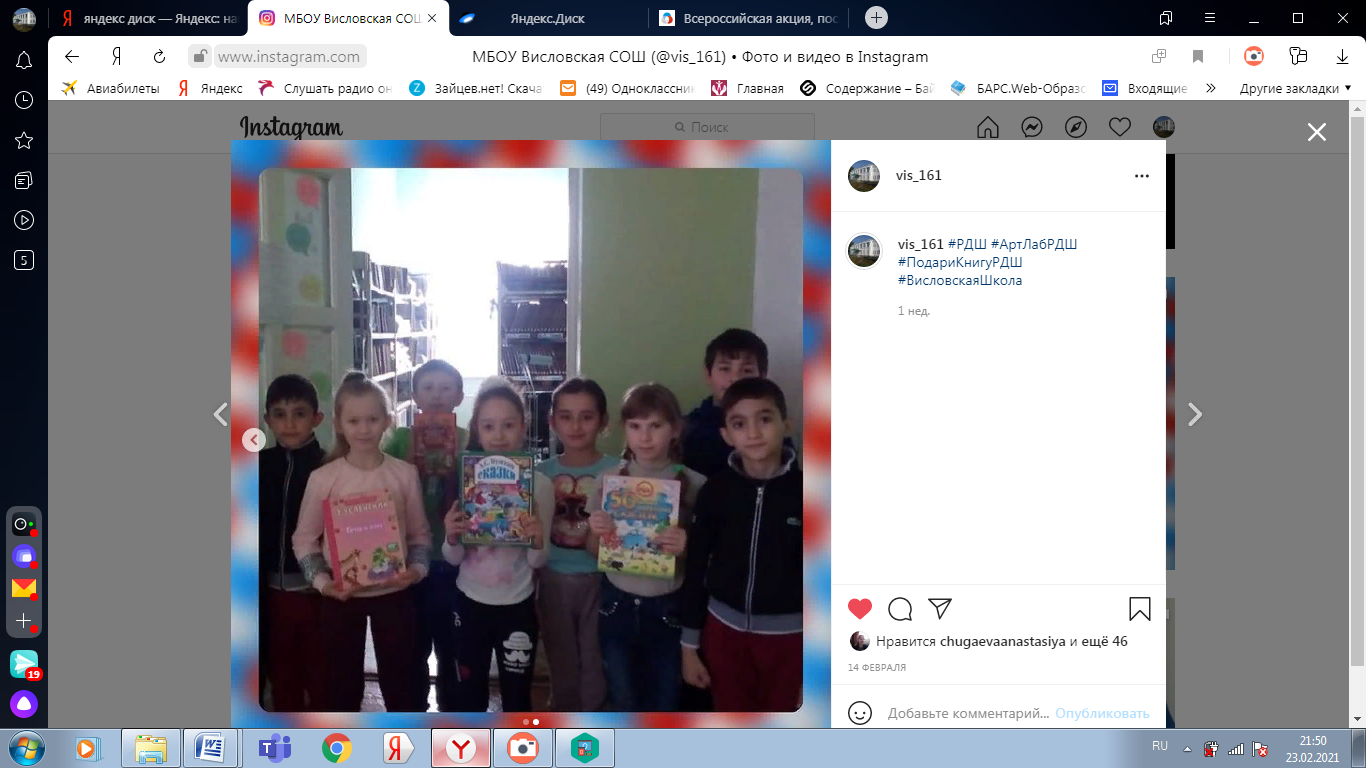 яндекс диск — Яндекс: на
МБОУ Висловская СОШ
Яндекс.Диск
Всероссийская акция, пос
www.instagram.com
МБОУ Висловская СОШ (@vis_161) • Фото и видео в Instagram
Авиабилеты
Яндекс
Слушать радио он
Зайцев.нет! Скача
(49) Одноклассник
Главная
Содержание – Бай
БАРС.Web-Образо
Входящие
Другие закладки
5
19
Instagram
Поиск
vis_161
vis_161 #РДШ #АртЛабРДШ
#ПодариКнигуРДШ
#ВисловскаяШкола
1 нед.
А.С. Пушкин
СКАЗКИ
50
Нравится chugaevaanastasiya и ещё 46
14 ФЕВРАЛЯ
Добавьте комментарий... Опубликовать
RU
21:50
23.02.2021